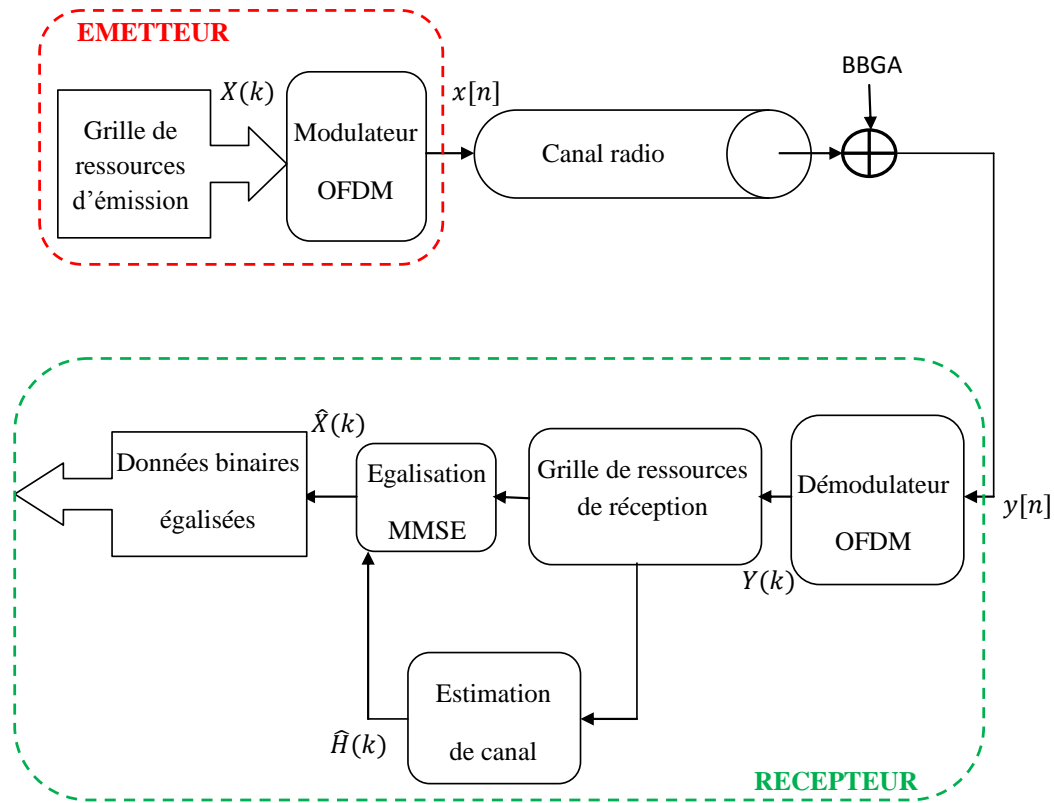 EMETTEUR
X(k)
Grille de
ressources
d'émission
Modulateur
OFDM
x[n]
Canal radio
BBGA
X̂(k)
Données binaires
égalisées
Egalisation
MMSE
Grille de ressources
de réception
Y(k)
Démodulateur
OFDM
y[n]
Ĥ(k)
Estimation
de canal
RECEPTEUR